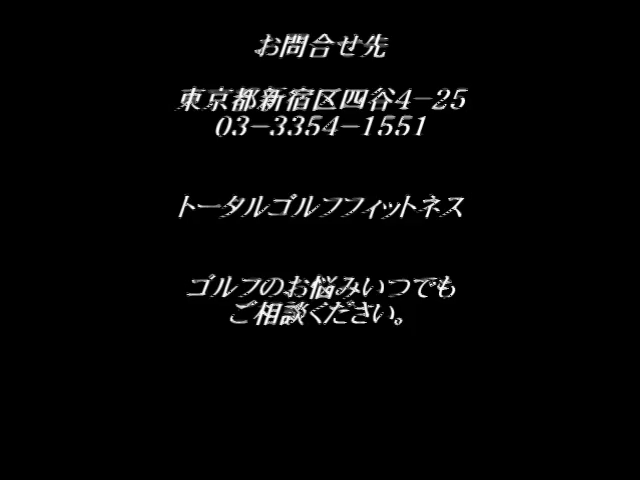 お問合せ先
東京都新宿区四谷4-25
03-3354-1551
トータルゴルフフィットネス
ゴルフのお悩みいつでも
ご相談ください。